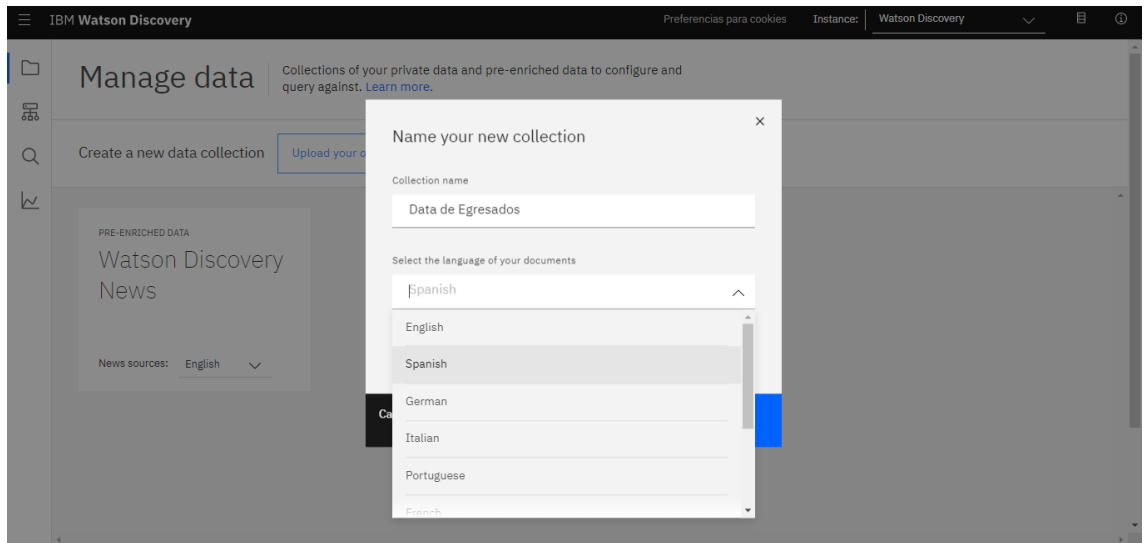 IBM Watson Discovery
Preferencias para cookies
Instance:
Watson Discovery
Manage data
Collections of your private data and pre-enriched data to configure and
query against. Learn more.
Create a new data collection
Upload your o
PRE-ENRICHED DATA
Watson Discovery
News
News sources: English
Name your new collection
Collection name
Data de Egresados
Select the language of your documents
Spanish
English
Spanish
German
Italian
Portuguese
French
Ca